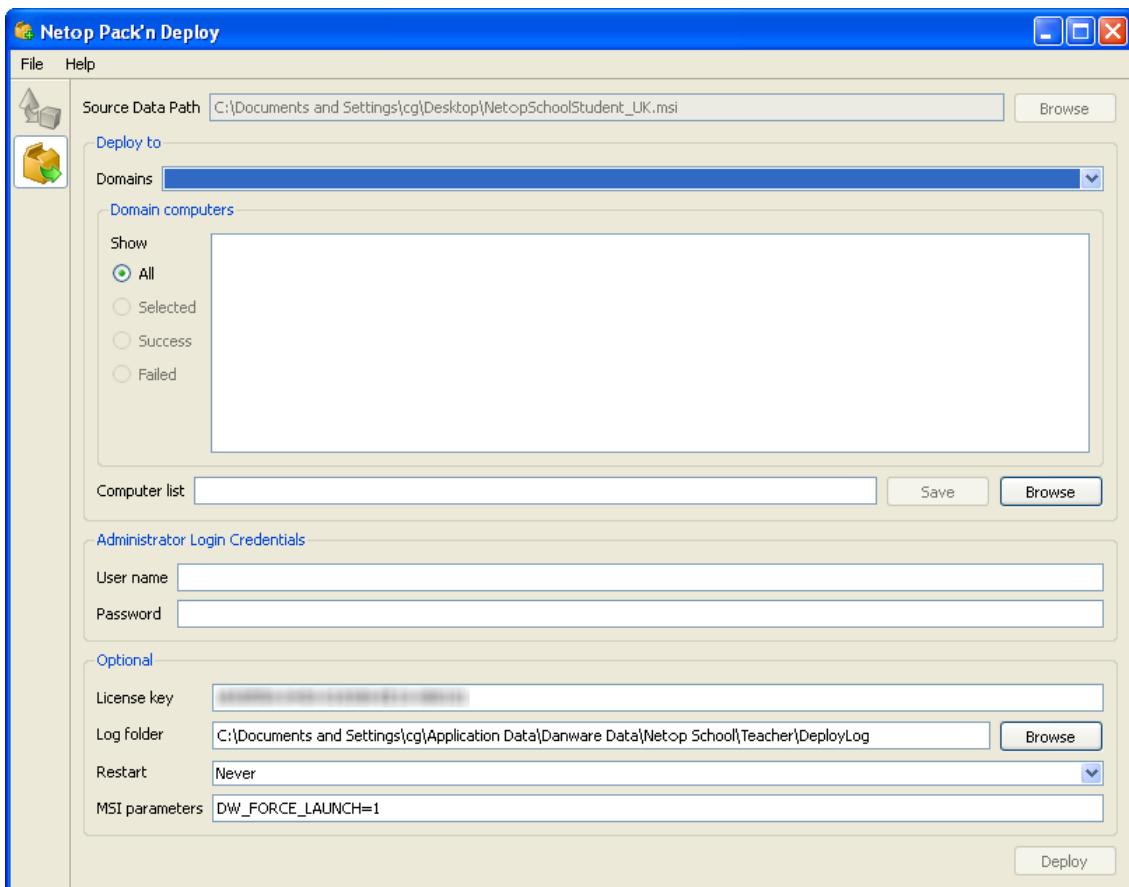 Netop Pack'n Deploy
File Help
Source Data Path C:\Documents and Settings\cg\Desktop\NetopSchoolStudent_UK.msi Browse
Deploy to
Domains
Domain computers
Show
All
Selected
Success
Failed
Computer list Save Browse
Administrator Login Credentials
User name
Password
Optional
License key
Log folder C:\Documents and Settings\cg\Application Data\Danware Data\Netop School\Teacher\DeployLog Browse
Restart Never
MSI parameters DW_FORCE_LAUNCH=1
Deploy